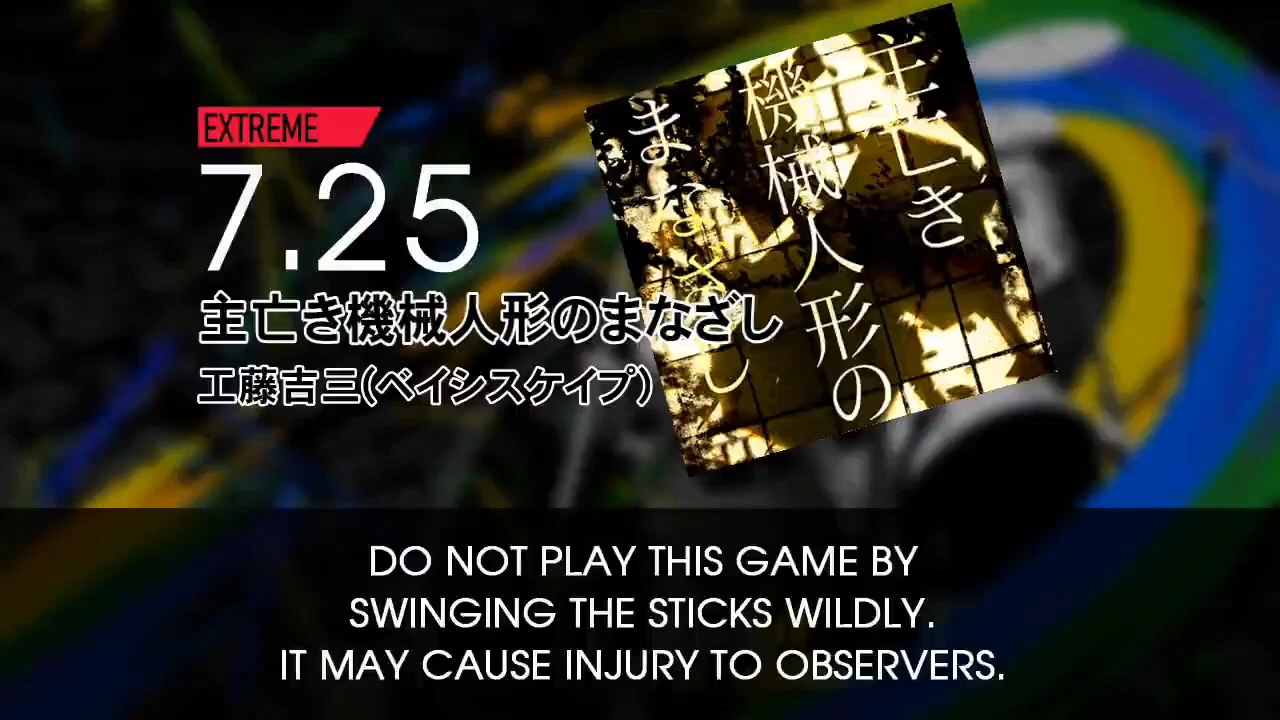 EXTREME
7.25
主亡き機械人形のまなざし
工藤吉三(ベイシスケイプ)
主亡き
機械人形の
まなざし
DO NOT PLAY THIS GAME BY
SWINGING THE STICKS WILDLY.
IT MAY CAUSE INJURY TO OBSERVERS.